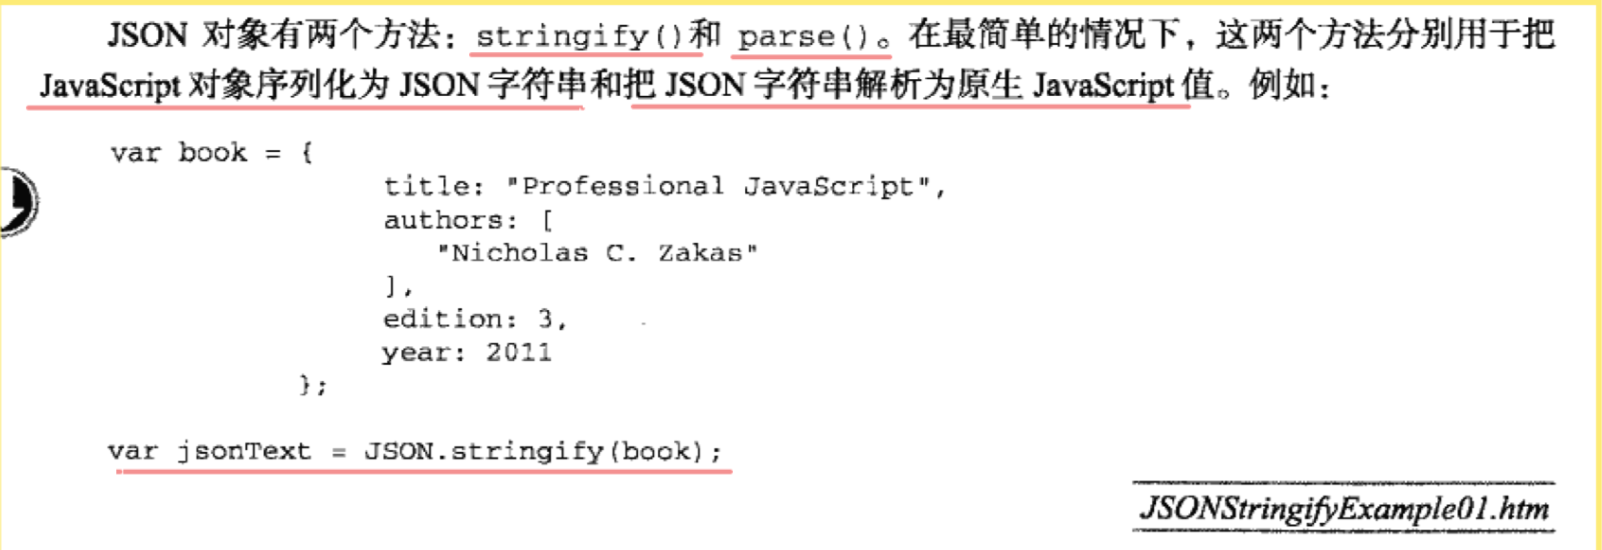 JSON 对象有两个方法：stringify()和 parse()。在最简单的情况下，这两个方法分别用于把
JavaScript 对象序列化为 JSON 字符串和把 JSON 字符串解析为原生 JavaScript 值。例如：
var book = {
title: "Professional JavaScript",
authors: [
"Nicholas C. Zakas"
],
edition: 3,
year: 2011
};
var jsonText = JSON.stringify(book);
JSONStringifyExample01.htm